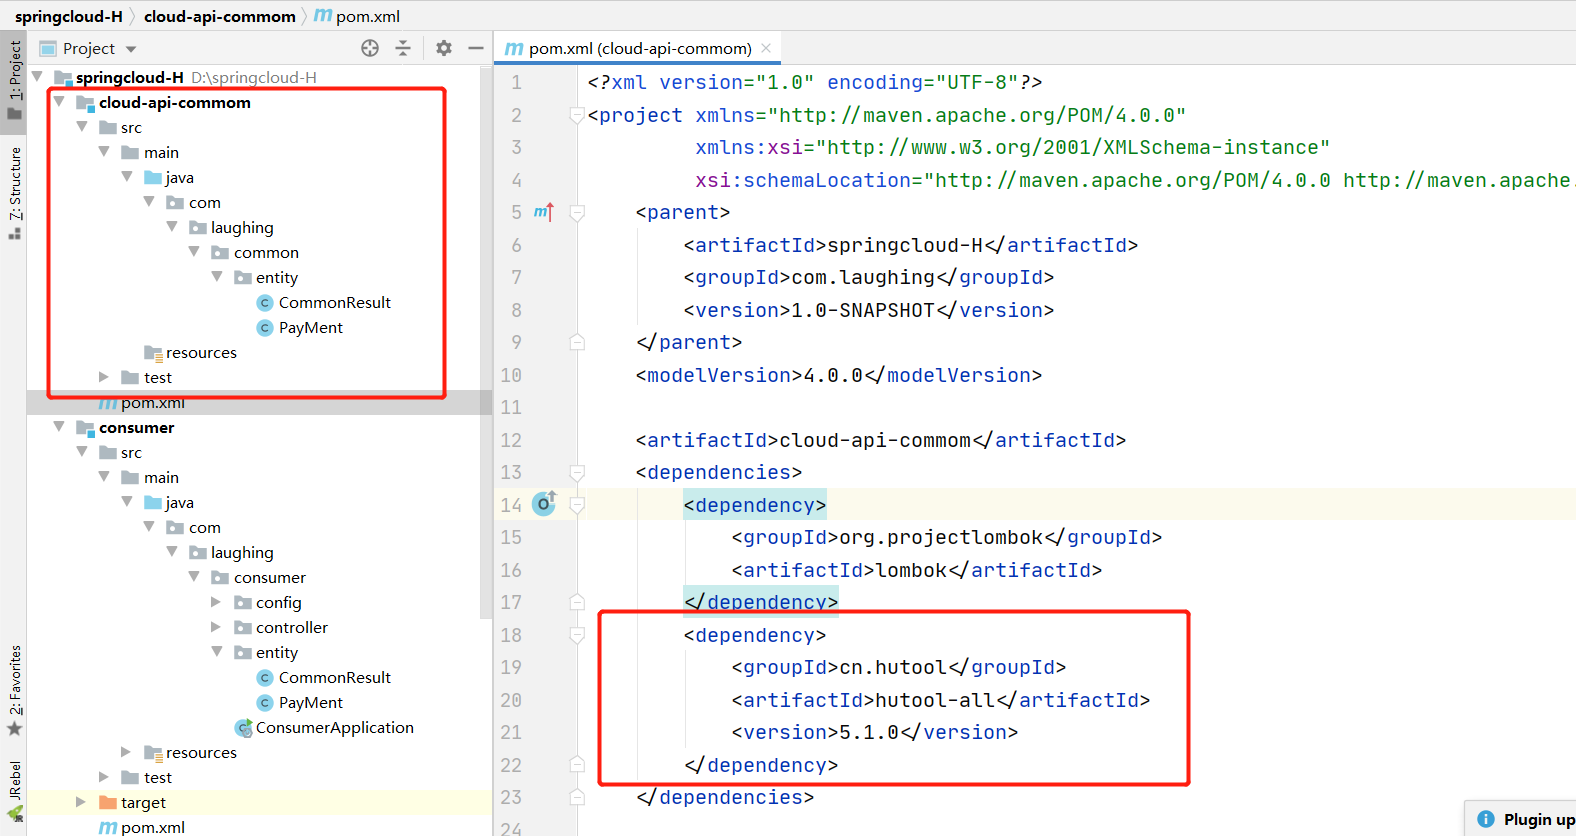 springcloud-H cloud-api-commom pom.xml
Project
pom.xml (cloud-api-commom)
1: Project
7: Structure
2: Favorites
JRebel
springcloud-H D:\springcloud-H
cloud-api-commom
src
main
java
com
laughing
common
entity
CommonResult
PayMent
resources
test
pom.xml
consumer
src
main
java
com
laughing
consumer
config
controller
entity
CommonResult
PayMent
ConsumerApplication
resources
test
target
pom.xml
1 <?xml version="1.0" encoding="UTF-8"?>
2 <project xmlns="http://maven.apache.org/POM/4.0.0"
3 xmlns:xsi="http://www.w3.org/2001/XMLSchema-instance"
4 xsi:schemaLocation="http://maven.apache.org/POM/4.0.0 http://maven.apache.
5 <parent>
6 <artifactId>springcloud-H</artifactId>
7 <groupId>com.laughing</groupId>
8 <version>1.0-SNAPSHOT</version>
9 </parent>
10 <modelVersion>4.0.0</modelVersion>
11
12 <artifactId>cloud-api-commom</artifactId>
13 <dependencies>
14 <dependency>
15 <groupId>org.projectlombok</groupId>
16 <artifactId>lombok</artifactId>
17 </dependency>
18 <dependency>
19 <groupId>cn.hutool</groupId>
20 <artifactId>hutool-all</artifactId>
21 <version>5.1.0</version>
22 </dependency>
23 </dependencies>
24
Plugin up